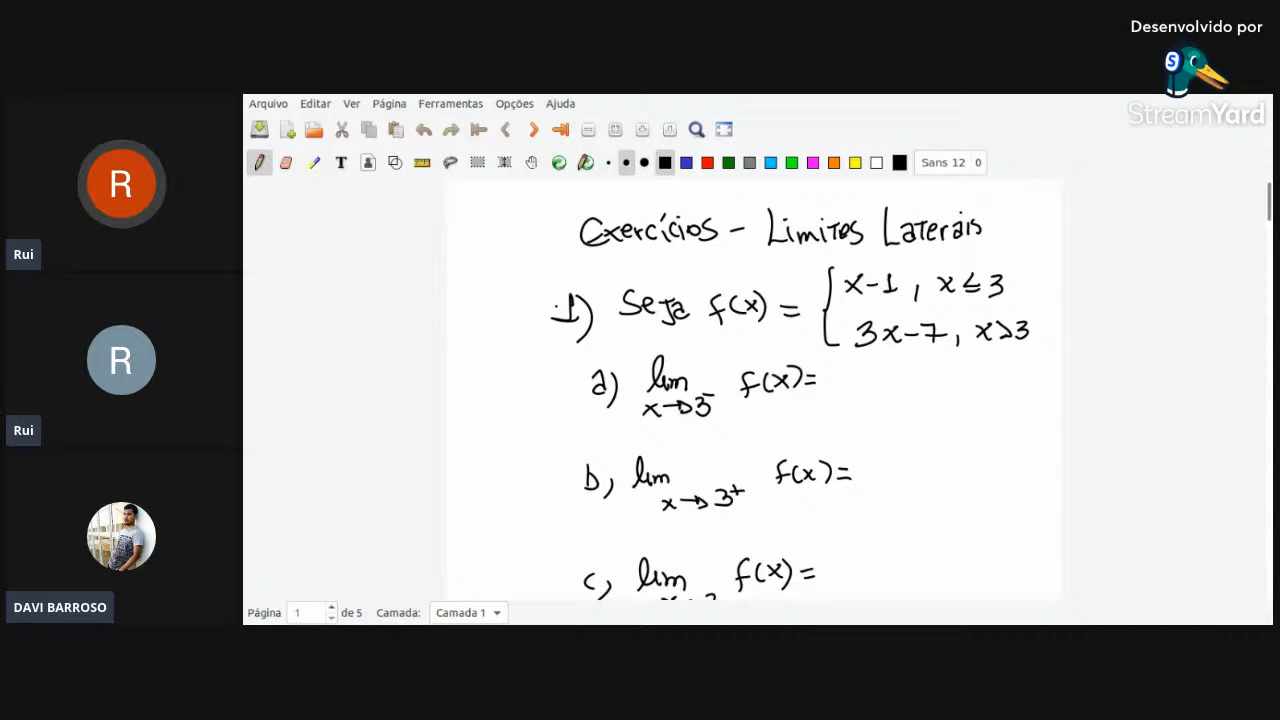 Desenvolvido por
S
StreamYard
Arquivo Editar Ver Página Ferramentas Opções Ajuda
T
Sans 12 0
R
Rui
R
Rui
DAVI BARROSO
Exercícios - Limites Laterais
1) Seja f(x) = { x-1, x ≤ 3
3x-7, x>3
a) lim f(x)=
x→3⁻
b, lim f(x)=
x→3⁺
c, lim f(x)=
Página 1 de 5 Camada: Camada 1